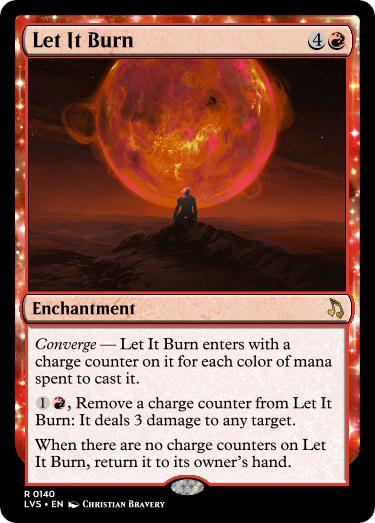 Let It Burn 4
Enchantment
Converge — Let It Burn enters with a
charge counter on it for each color of mana
spent to cast it.
1, Remove a charge counter from Let It
Burn: It deals 3 damage to any target.
When there are no charge counters on Let
It Burn, return it to its owner's hand.
R 0140
LVS • EN Christian Bravery